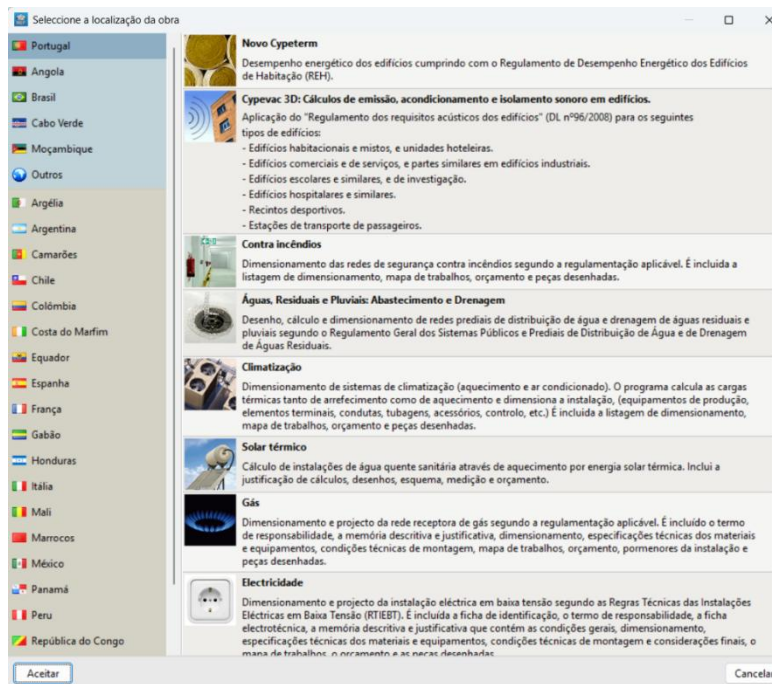 Seleccione a localização da obra
Portugal
Angola
Brasil
Cabo Verde
Moçambique
Outros
Argélia
Argentina
Camarões
Chile
Colômbia
Costa do Marfim
Equador
Espanha
França
Gabão
Honduras
Itália
Mali
Marrocos
México
Panamá
Peru
República do Congo
Novo Cypeterm
Desempenho energético dos edifícios cumprindo com o Regulamento de Desempenho Energético dos Edifícios
de Habitação (REH).
Cypevac 3D: Cálculos de emissão, acondicionamento e isolamento sonoro em edifícios.
Aplicação do "Regulamento dos requisitos acústicos dos edifícios" (DL nº96/2008) para os seguintes
tipos de edifícios:
- Edifícios habitacionais e mistos, e unidades hoteleiras.
- Edifícios comerciais e de serviços, e partes similares em edifícios industriais.
- Edifícios escolares e similares, e de investigação.
- Edifícios hospitalares e similares.
- Recintos desportivos.
- Estações de transporte de passageiros.
Contra incêndios
Dimensionamento das redes de segurança contra incêndios segundo a regulamentação aplicável. É incluida a
listagem de dimensionamento, mapa de trabalhos, orçamento e peças desenhadas.
Águas, Residuais e Pluviais: Abastecimento e Drenagem
Desenho, cálculo e dimensionamento de redes prediais de distribuição de água e drenagem de águas residuais e
pluviais segundo o Regulamento Geral dos Sistemas Públicos e Prediais de Distribuição de Água e de Drenagem
de Águas Residuais.
Climatização
Dimensionamento de sistemas de climatização (aquecimento e ar condicionado). O programa calcula as cargas
térmicas tanto de arrefecimento como de aquecimento e dimensiona a instalação, (equipamentos de produção,
elementos terminais, condutas, tubagens, acessórios, controlo, etc.) É incluida a listagem de dimensionamento,
mapa de trabalhos, orçamento e peças desenhadas.
Solar térmico
Cálculo de instalações de água quente sanitária através de aquecimento por energia solar térmica. Inclui a
justificação de cálculos, desenhos, esquema, medição e orçamento.
Gás
Dimensionamento e projecto da rede receptora de gás segundo a regulamentação aplicável. É incluído o termo
de responsabilidade, a memória descritiva e justificativa, dimensionamento, especificações técnicas dos materiais
e equipamentos, condições técnicas de montagem, mapa de trabalhos, orçamento, pormenores da instalação e
peças desenhadas.
Electricidade
Dimensionamento e projecto da instalação eléctrica em baixa tensão segundo as Regras Técnicas das Instalações
Eléctricas em Baixa Tensão (RTIEBT). É incluída a ficha de identificação, o termo de responsabilidade, a ficha
electrotécnica, a memória descritiva e justificativa que contém as condições gerais, dimensionamento,
especificações técnicas dos materiais e equipamentos, condições técnicas de montagem e considerações finais, o
mapa de trabalhos, o orçamento e as peças desenhadas
Aceitar
Cancelar